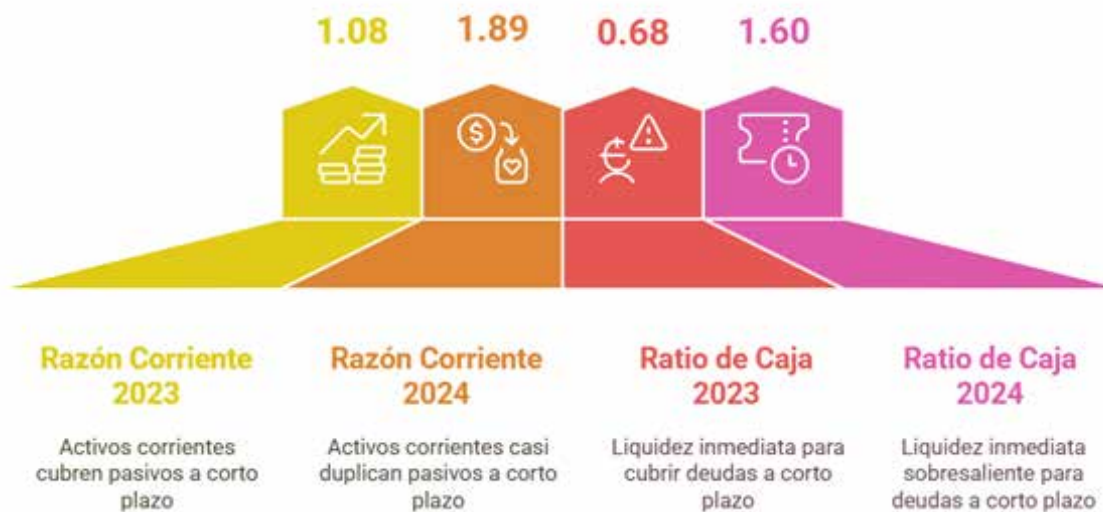 1.08
1.89
0.68
1.60
Razón Corriente
2023
Activos corrientes
cubren pasivos a corto
plazo
Razón Corriente
2024
Activos corrientes casi
duplican pasivos a corto
plazo
Ratio de Caja
2023
Liquidez inmediata para
cubrir deudas a corto
plazo
Ratio de Caja
2024
Liquidez inmediata
sobresaliente para
deudas a corto plazo